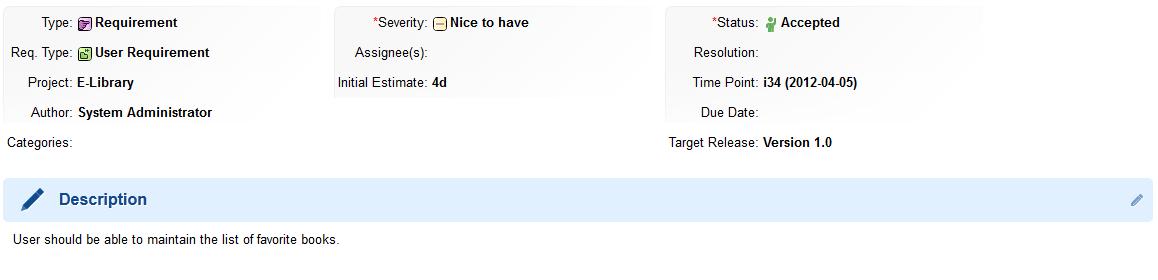 Type: Requirement
Req. Type: User Requirement
Project: E-Library
Author: System Administrator
Categories:
*Severity: Nice to have
Assignee(s):
Initial Estimate: 4d
*Status: Accepted
Resolution:
Time Point: i34 (2012-04-05)
Due Date:
Target Release: Version 1.0
Description
User should be able to maintain the list of favorite books.